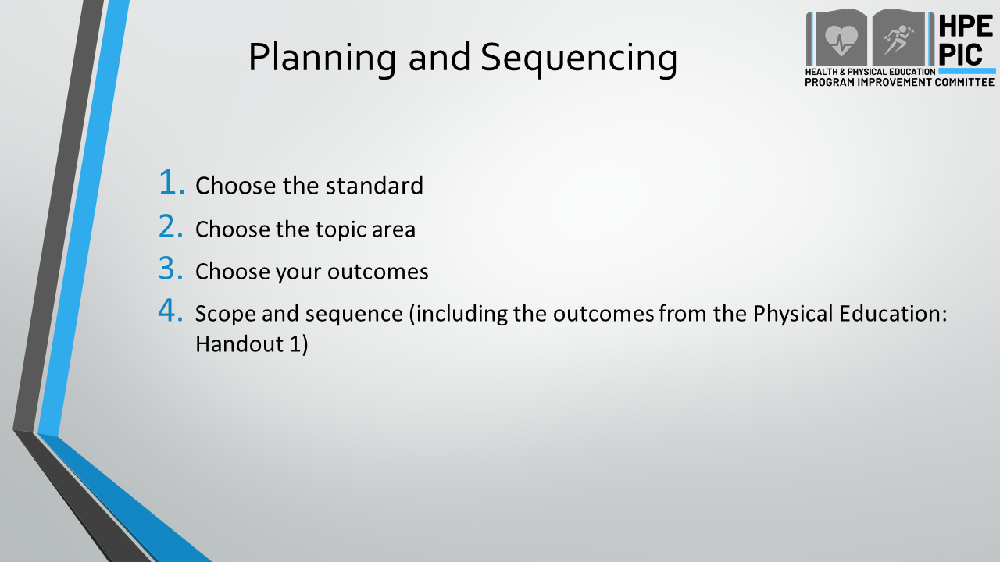 Planning and Sequencing
HPE
PIC
HEALTH & PHYSICAL EDUCATION
PROGRAM IMPROVEMENT COMMITTEE
1. Choose the standard
2. Choose the topic area
3. Choose your outcomes
4. Scope and sequence (including the outcomes from the Physical Education:
Handout 1)